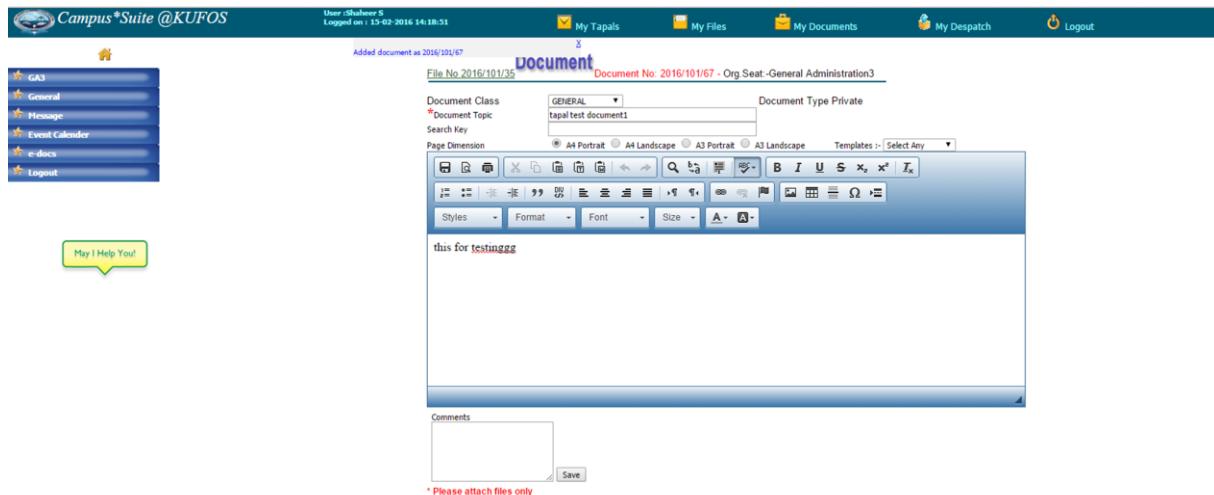 Campus*Suite @KUFOS
User :Shaheer S
Logged on : 15-02-2016 14:18:51
My Tapals
My Files
My Documents
My Despatch
Logout
X
Added document as 2016/101/67
Document
GA3
General
Message
Event Calender
e-docs
Logout
May I Help You!
File No.2016/101/35 Document No: 2016/101/67 - Org.Seat:-General Administration3
Document Class GENERAL Document Type Private
*Document Topic tapal test document1
Search Key
Page Dimension A4 Portrait A4 Landscape A3 Portrait A3 Landscape Templates :- Select Any
B I U S x₂ x² Tx
Styles Format Font Size A A
this for testinggg
Comments
Save
* Please attach files only